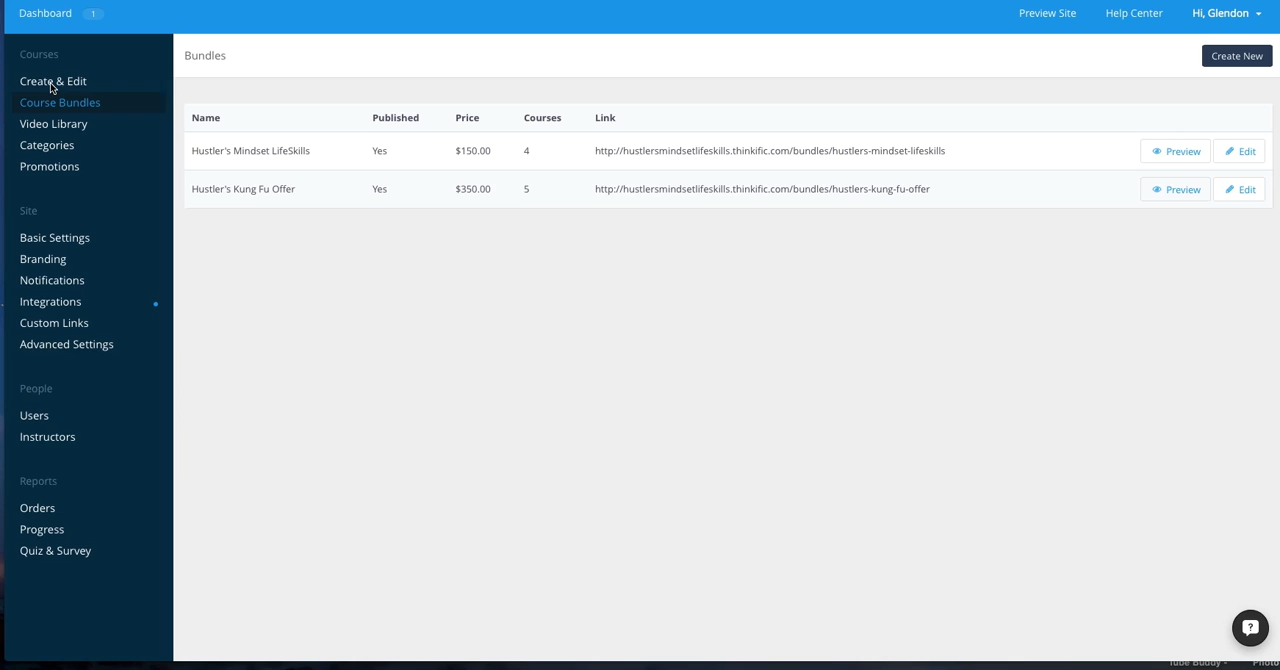 Dashboard 1 Preview Site Help Center Hi, Glendon
Courses
Create & Edit
Course Bundles
Video Library
Categories
Promotions
Site
Basic Settings
Branding
Notifications
Integrations
Custom Links
Advanced Settings
People
Users
Instructors
Reports
Orders
Progress
Quiz & Survey
Bundles Create New
Name Published Price Courses Link
Hustler's Mindset LifeSkills Yes $150.00 4 http://hustlersmindsetlifeskills.thinkific.com/bundles/hustlers-mindset-lifeskills Preview Edit
Hustler's Kung Fu Offer Yes $350.00 5 http://hustlersmindsetlifeskills.thinkific.com/bundles/hustlers-kung-fu-offer Preview Edit
?
Tube Buddy Photo